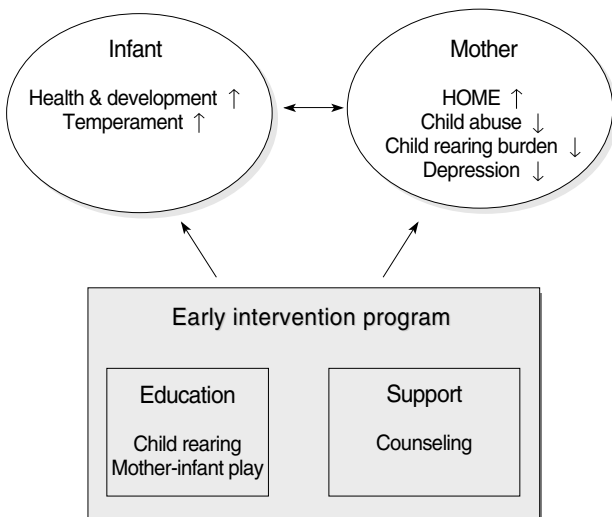 Infant
Health & development ↑
Temperament ↑
Mother
HOME ↑
Child abuse ↓
Child rearing burden ↓
Depression ↓
Early intervention program
Education
Child rearing
Mother-infant play
Support
Counseling